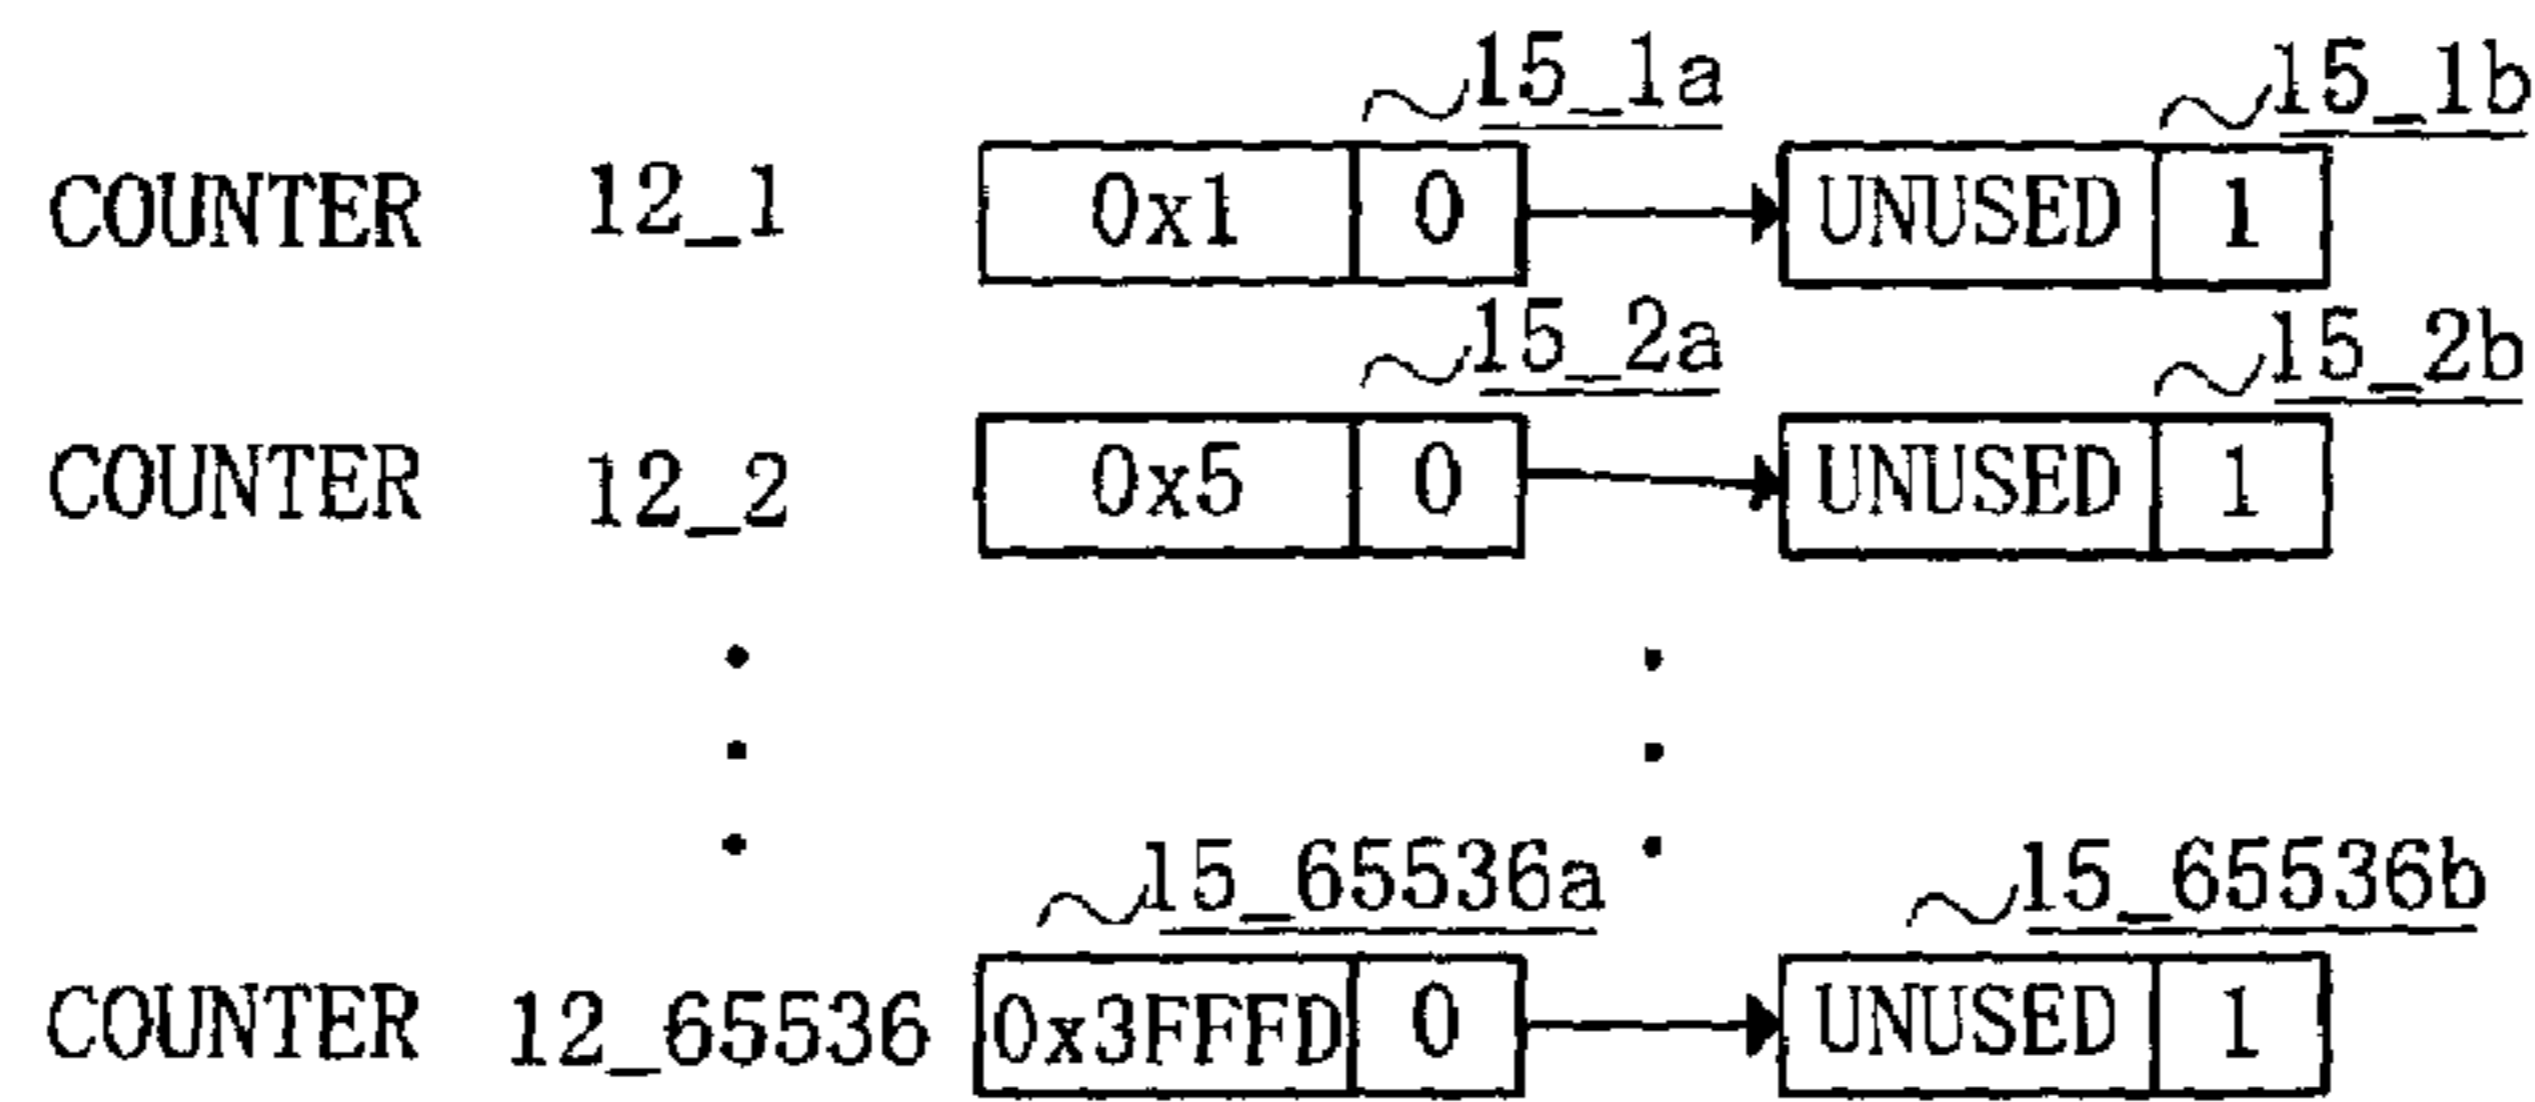 15_1a 15_1b
COUNTER 12_1 0x1 0 UNUSED 1
15_2a 15_2b
COUNTER 12_2 0x5 0 UNUSED 1
15_65536a 15_65536b
COUNTER 12_65536 0x3FFFD 0 UNUSED 1